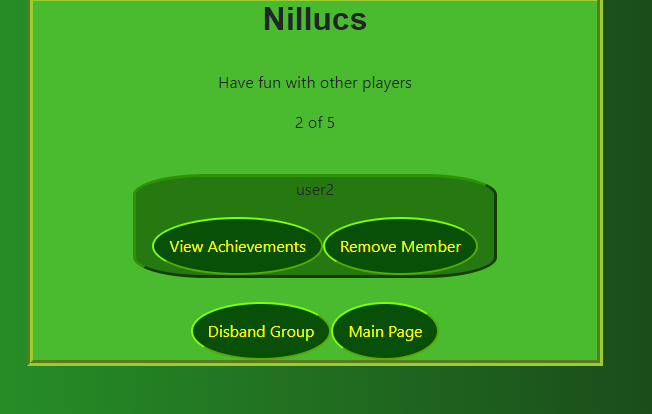 Nillucs
Have fun with other players
2 of 5
user2
View Achievements Remove Member
Disband Group Main Page